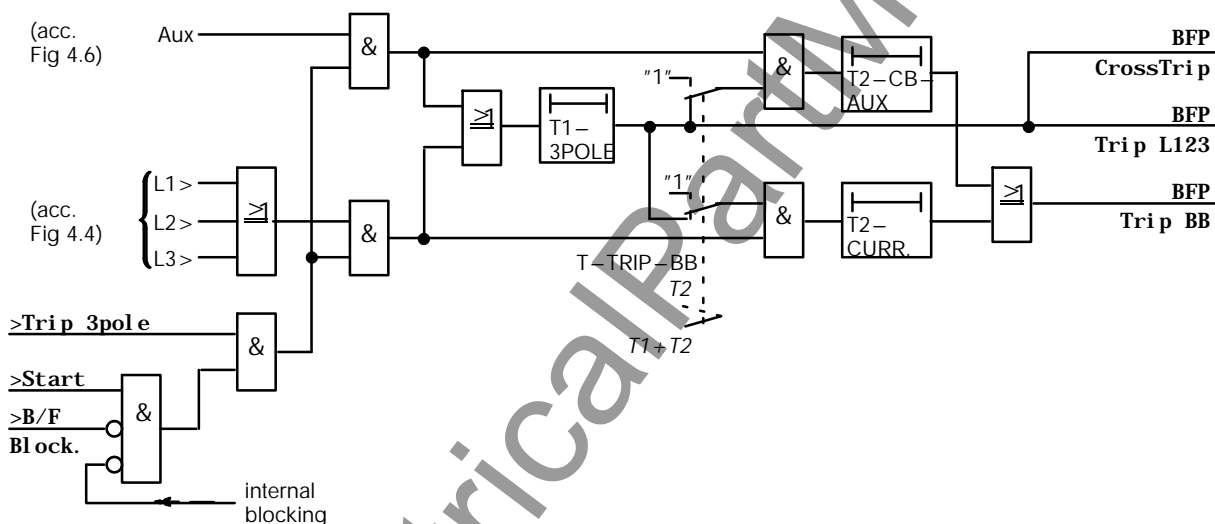 (acc.
Fig 4.6)
Aux
&
"1"
&
T2–CB–
AUX
BFP
CrossTrip
≥1
T1–
3POLE
BFP
Trip L123
(acc.
Fig 4.4)
L1>
L2>
L3>
≥1
&
"1"
&
T2–
CURR.
≥1
BFP
Trip BB
T–TRIP–BB
T2
T1+T2
>Trip 3pole
&
>Start
>B/F
Block.
&
internal
blocking